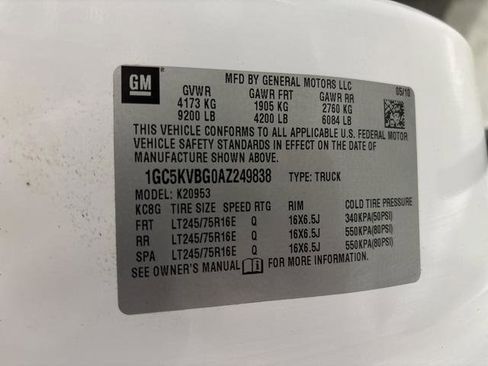 GM
MFD BY GENERAL MOTORS LLC
05/10
GVWR GAWR FRT GAWR RR
4173 KG 1905 KG 2760 KG
9200 LB 4200 LB 6084 LB
THIS VEHICLE CONFORMS TO ALL APPLICABLE U.S. FEDERAL MOTOR
VEHICLE SAFETY STANDARDS IN EFFECT ON THE DATE OF
MANUFACTURE SHOWN ABOVE.
1GC5KVBG0AZ249838 TYPE: TRUCK
MODEL: K20953
KC8G TIRE SIZE SPEED RTG RIM COLD TIRE PRESSURE
FRT LT245/75R16E Q 16X6.5J 340KPA(50PSI)
RR LT245/75R16E Q 16X6.5J 550KPA(80PSI)
SPA LT245/75R16E Q 16X6.5J 550KPA(80PSI)
SEE OWNER'S MANUAL FOR MORE INFORMATION.